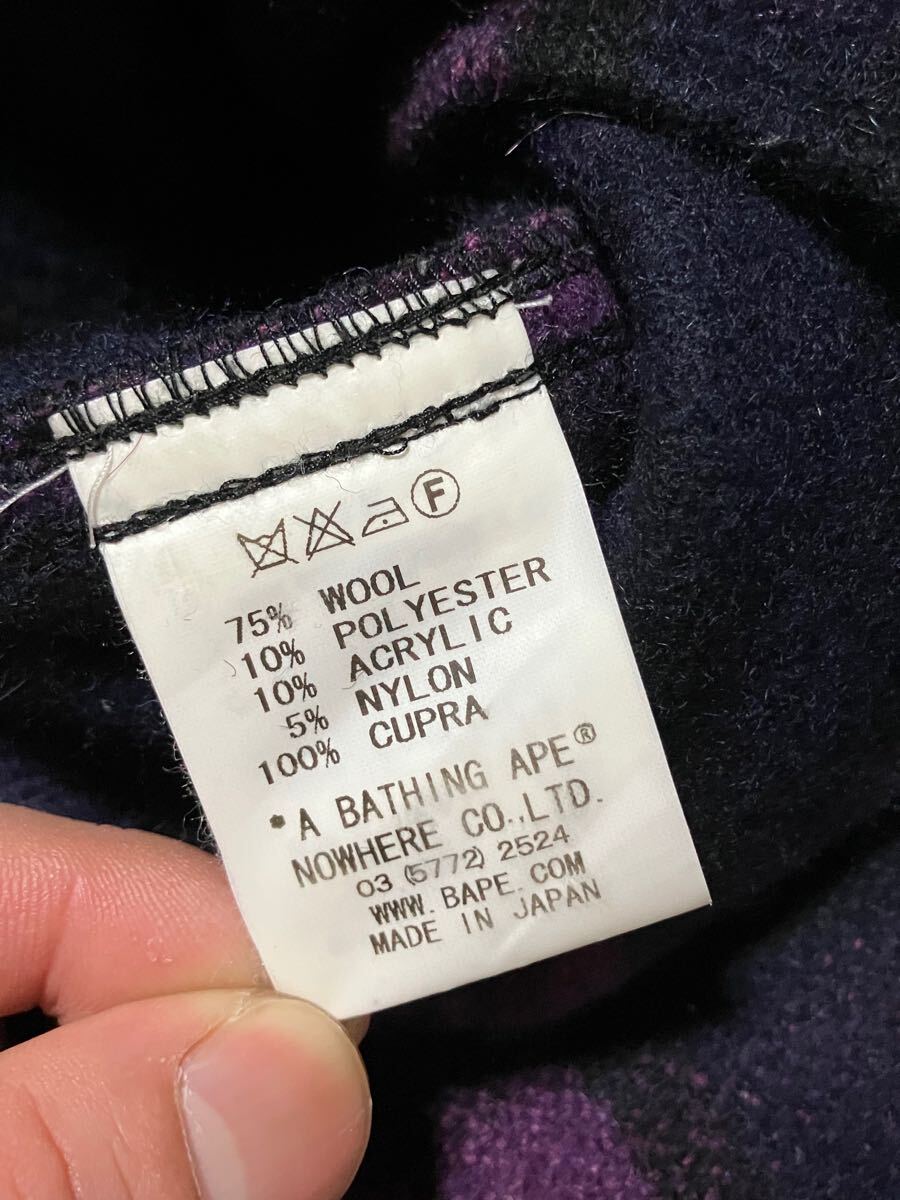 F
75% WOOL
10% POLYESTER
10% ACRYLIC
5% NYLON
100% CUPRA
*A BATHING APE®
NOWHERE CO.,LTD.
03 (5772) 2524
WWW.BAPE.COM
MADE IN JAPAN